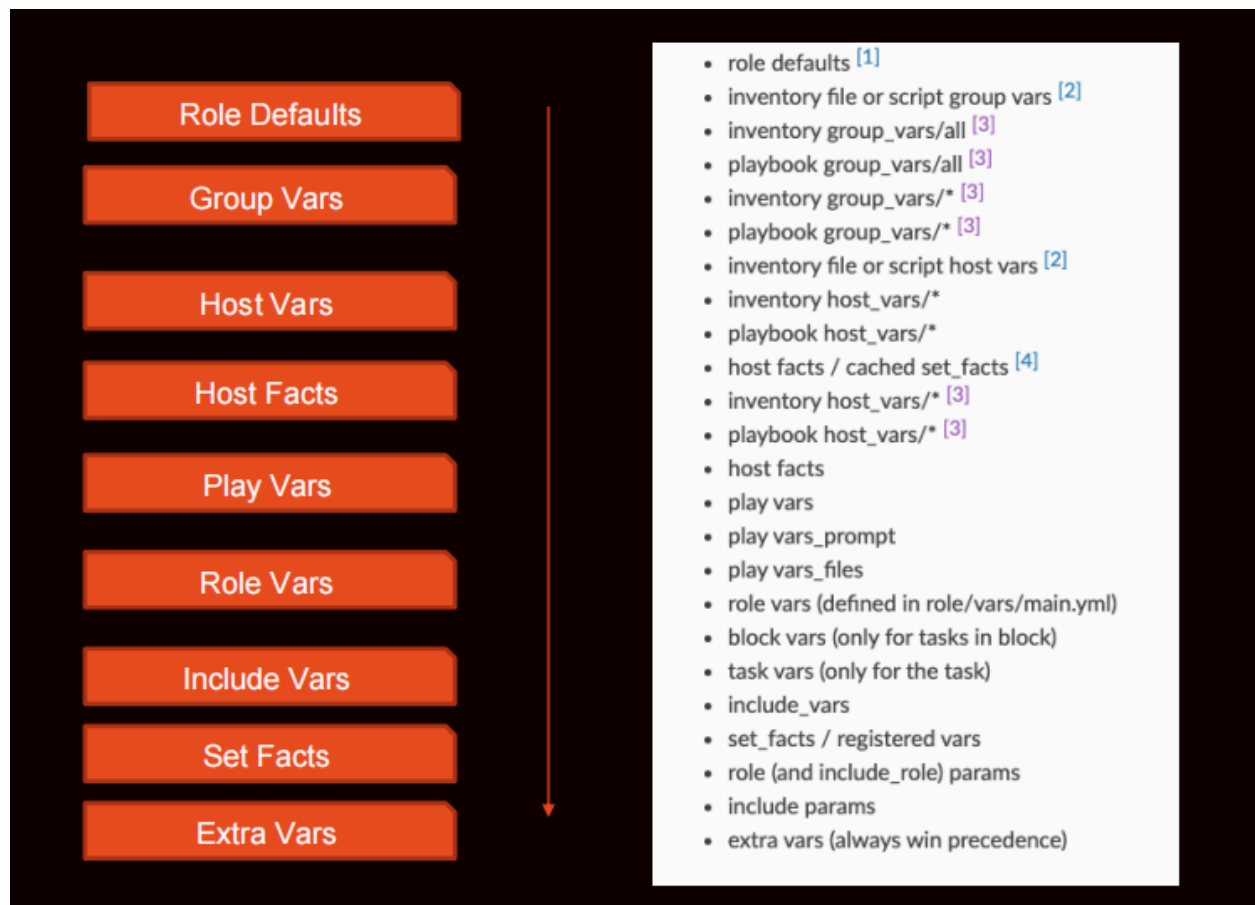 Role Defaults
Group Vars
Host Vars
Host Facts
Play Vars
Role Vars
Include Vars
Set Facts
Extra Vars
• role defaults [1]
• inventory file or script group vars [2]
• inventory group_vars/all [3]
• playbook group_vars/all [3]
• inventory group_vars/* [3]
• playbook group_vars/* [3]
• inventory file or script host vars [2]
• inventory host_vars/*
• playbook host_vars/*
• host facts / cached set_facts [4]
• inventory host_vars/* [3]
• playbook host_vars/* [3]
• host facts
• play vars
• play vars_prompt
• play vars_files
• role vars (defined in role/vars/main.yml)
• block vars (only for tasks in block)
• task vars (only for the task)
• include_vars
• set_facts / registered vars
• role (and include_role) params
• include params
• extra vars (always win precedence)